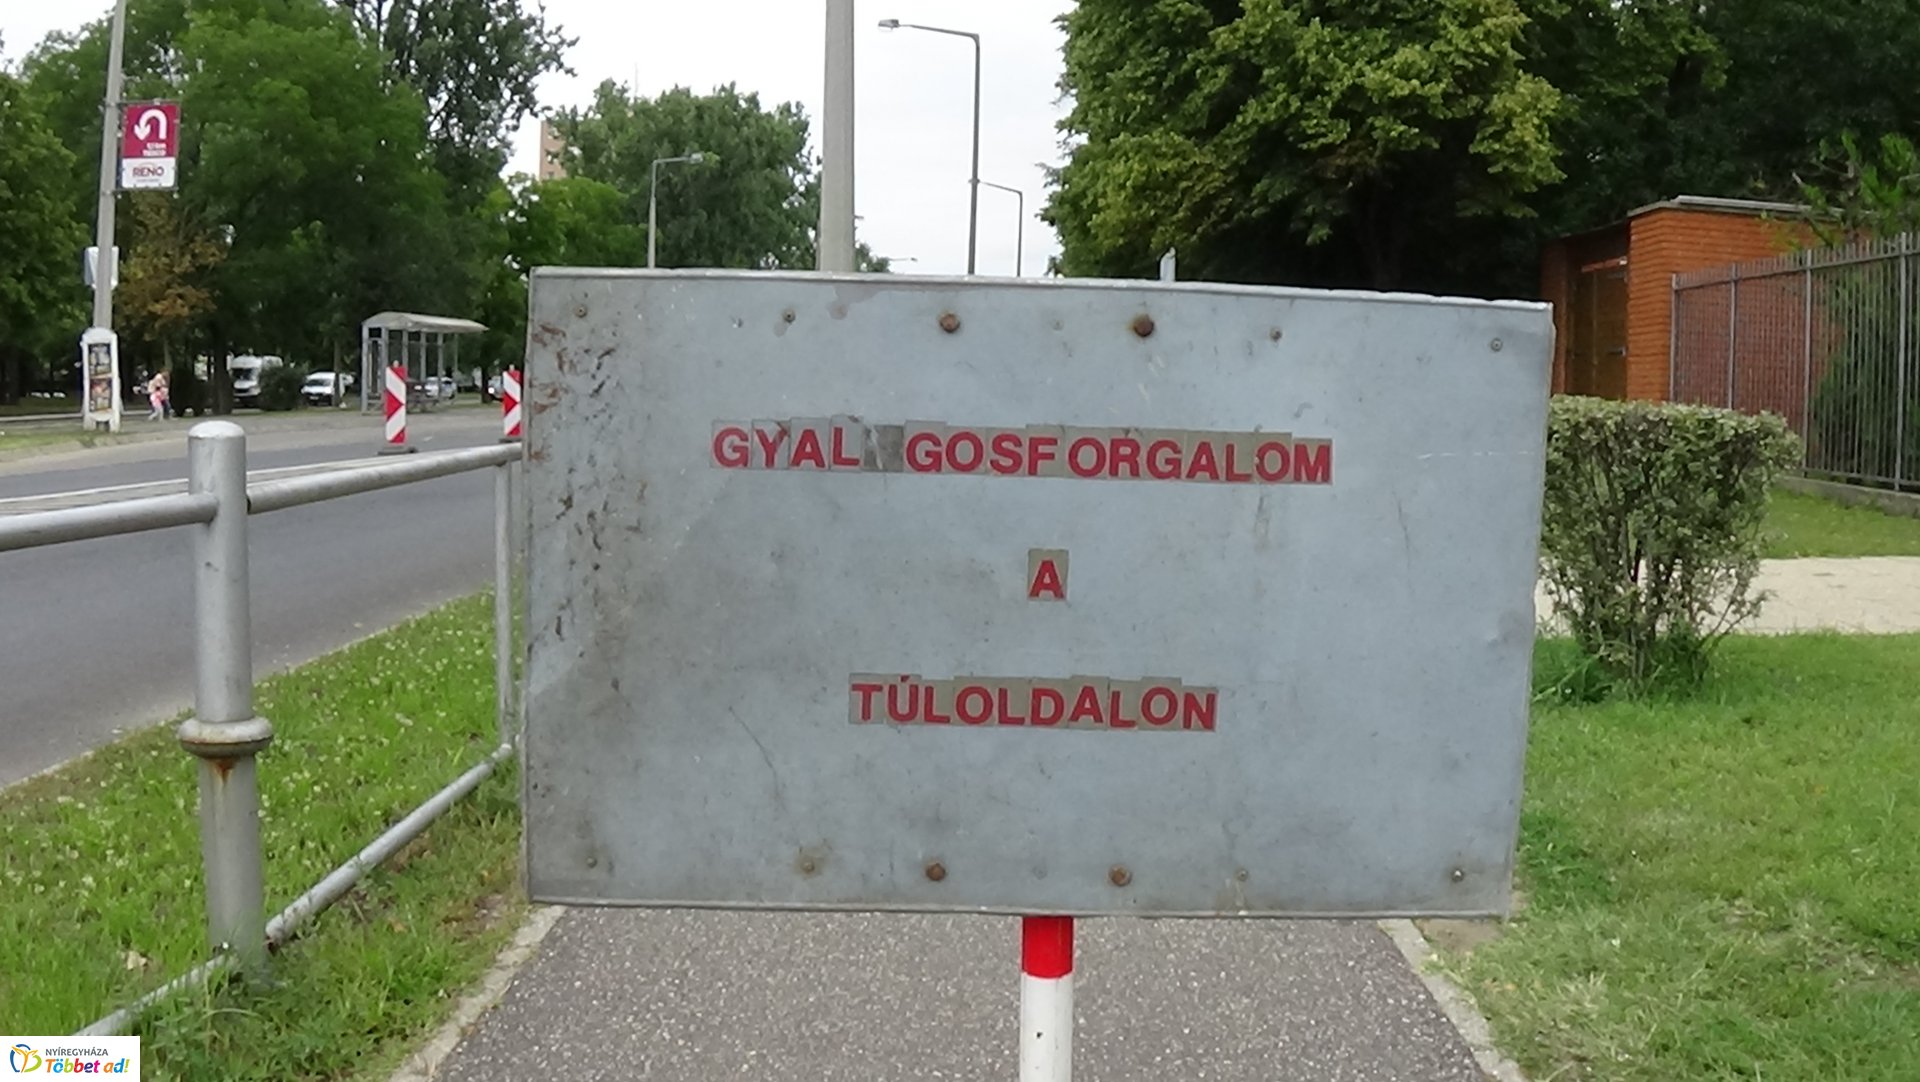 RENO
GYAL GOSFORGALOM
A
TÚLOLDALON
NYÍREGYHÁZA
Többet ad!